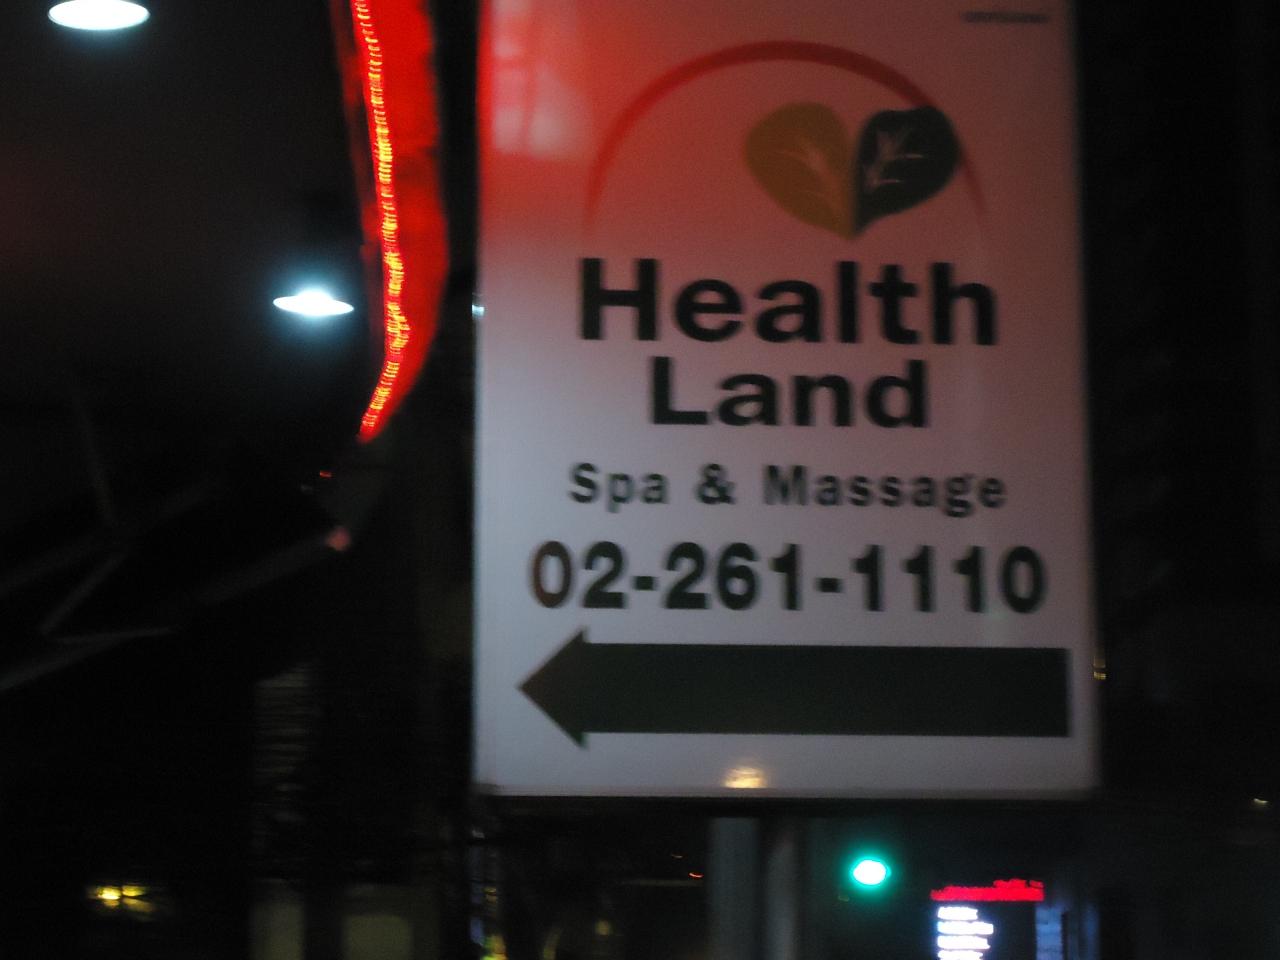 Health
Land
Spa & Massage
02-261-1110